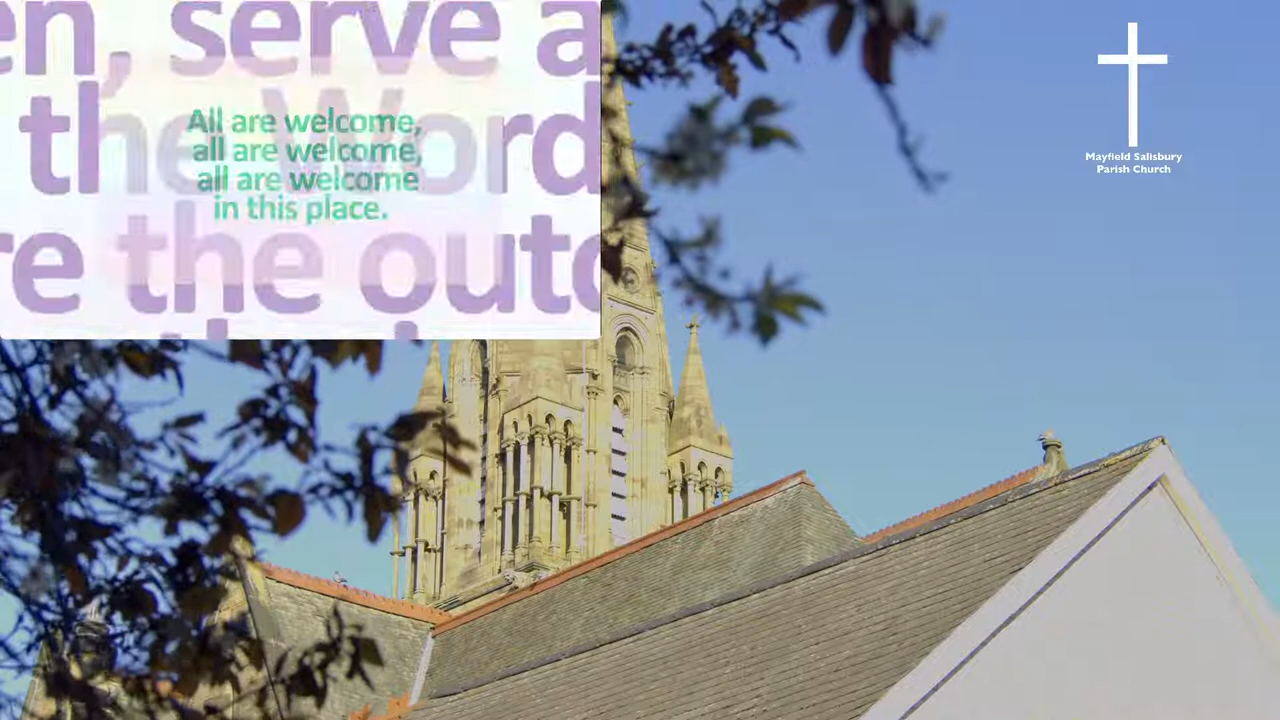 en, serve a
the Word
re the outc
All are welcome,
all are welcome,
all are welcome
in this place.
Mayfield Salisbury
Parish Church